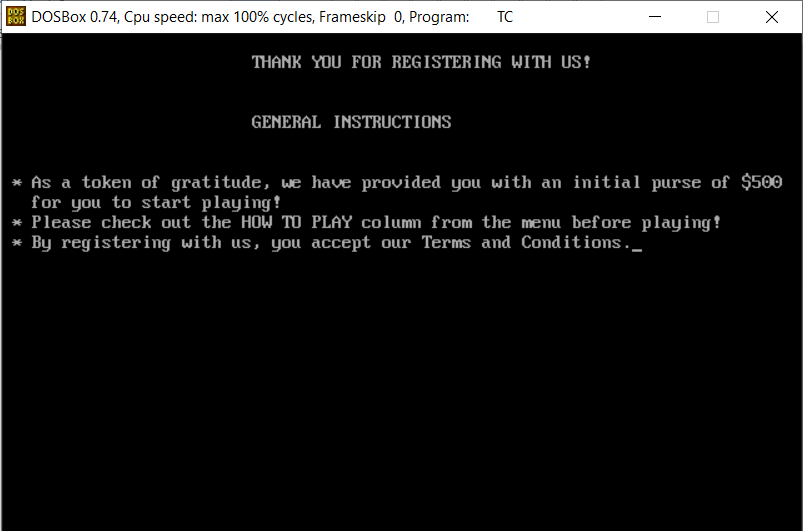 DOS BOX
DOSBox 0.74, Cpu speed: max 100% cycles, Frameskip 0, Program: TC
THANK YOU FOR REGISTERING WITH US!
GENERAL INSTRUCTIONS
* As a token of gratitude, we have provided you with an initial purse of $500
for you to start playing!
* Please check out the HOW TO PLAY column from the menu before playing!
* By registering with us, you accept our Terms and Conditions._